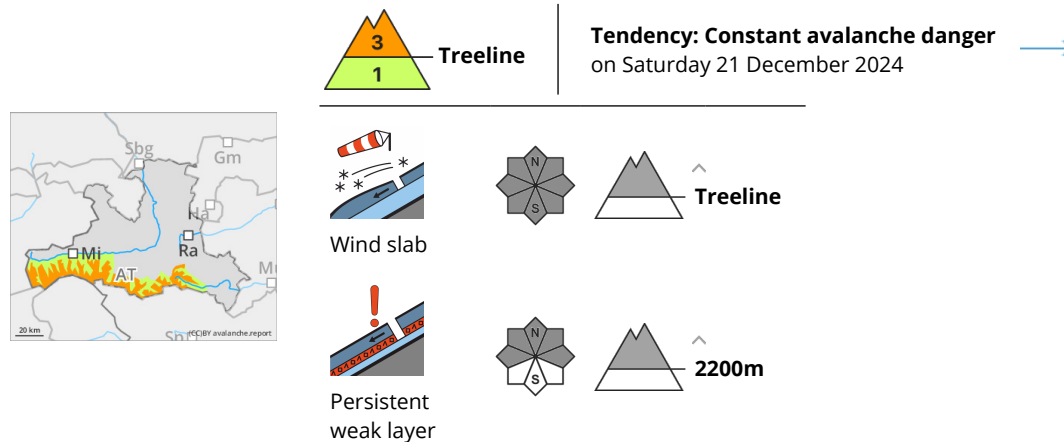 3
1
Treeline
Tendency: Constant avalanche danger
on Saturday 21 December 2024
Sbg
Gm
Ha
Mi
Ra
AT
Mu
20 km
(CC)BY avalanche.report
N
S
Treeline
Wind slab
N
S
2200m
Persistent
weak layer